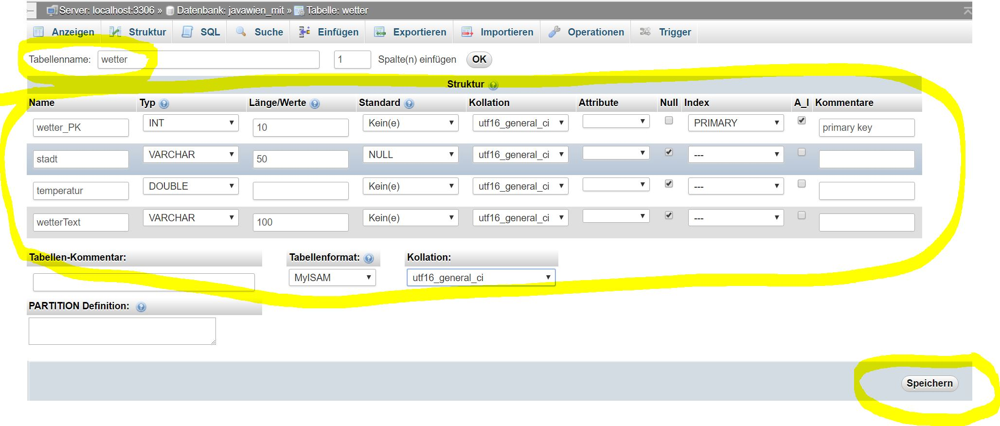 Server: localhost:3306 » Datenbank: javawien_mit » Tabelle: wetter
Anzeigen Struktur SQL Suche Einfügen Exportieren Importieren Operationen Trigger
Tabellenname: wetter 1 Spalte(n) einfügen OK
Struktur
Name Typ Länge/Werte Standard Kollation Attribute Null Index A_I Kommentare
wetter_PK INT 10 Kein(e) utf16_general_ci PRIMARY primary key
stadt VARCHAR 50 NULL utf16_general_ci ---
temperatur DOUBLE Kein(e) utf16_general_ci ---
wetterText VARCHAR 100 Kein(e) utf16_general_ci ---
Tabellen-Kommentar: Tabellenformat: Kollation:
MyISAM utf16_general_ci
PARTITION Definition:
Speichern